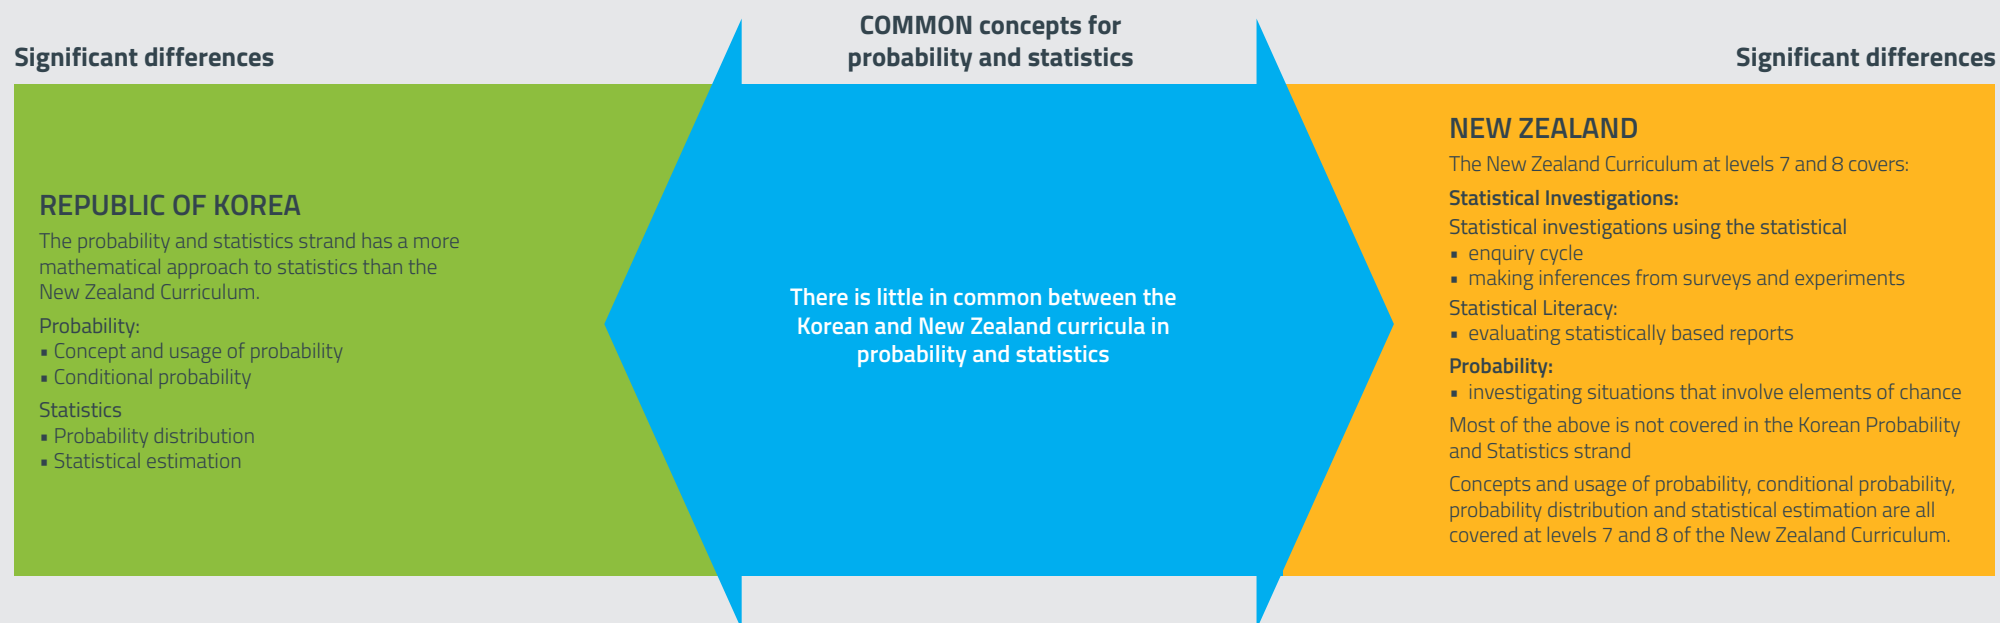 Significant differences
COMMON concepts for
probability and statistics
Significant differences
REPUBLIC OF KOREA
The probability and statistics strand has a more
mathematical approach to statistics than the
New Zealand Curriculum.
Probability:
▪ Concept and usage of probability
▪ Conditional probability
Statistics
▪ Probability distribution
▪ Statistical estimation
There is little in common between the
Korean and New Zealand curricula in
probability and statistics
NEW ZEALAND
The New Zealand Curriculum at levels 7 and 8 covers:
Statistical Investigations:
Statistical investigations using the statistical
▪ enquiry cycle
▪ making inferences from surveys and experiments
Statistical Literacy:
▪ evaluating statistically based reports
Probability:
▪ investigating situations that involve elements of chance
Most of the above is not covered in the Korean Probability
and Statistics strand
Concepts and usage of probability, conditional probability,
probability distribution and statistical estimation are all
covered at levels 7 and 8 of the New Zealand Curriculum.